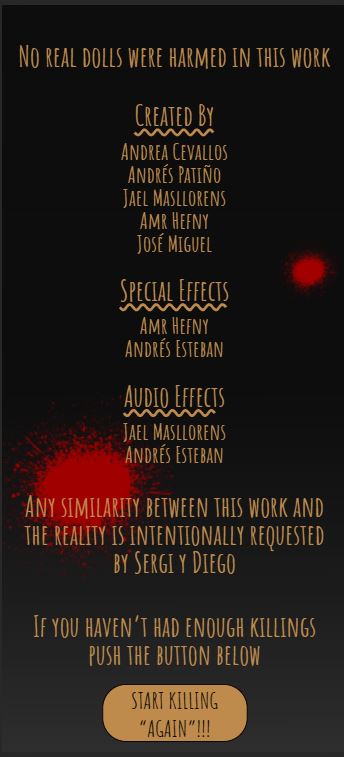 No real dolls were harmed in this work
Created By
Andrea Cevallos
Andrés Patiño
Jael Masllorens
Amr Hefny
José Miguel
Special Effects
Amr Hefny
Andrés Esteban
Audio Effects
Jael Masllorens
Andrés Esteban
Any similarity between this work and
the reality is intentionally requested
by Sergi y Diego
If you haven't had enough killings
push the button below
START KILLING
"AGAIN"!!!